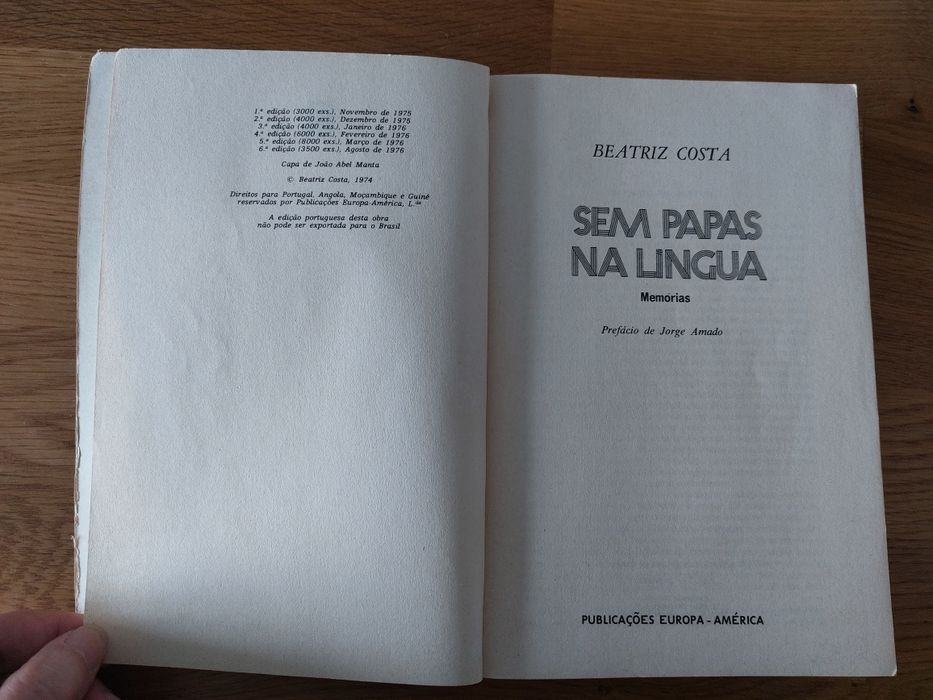 1.ª edição (3000 exs.), Novembro de 1975
2.ª edição (4000 exs.), Dezembro de 1975
3.ª edição (4000 exs.), Janeiro de 1976
4.ª edição (6000 exs.), Fevereiro de 1976
5.ª edição (8000 exs.), Março de 1976
6.ª edição (3500 exs.), Agosto de 1976
Capa de João Abel Manta
© Beatriz Costa, 1974
Direitos para Portugal, Angola, Moçambique e Guiné
reservados por Publicações Europa-América, L.da
A edição portuguesa desta obra
não pode ser exportada para o Brasil
BEATRIZ COSTA
SEM PAPAS
NA LINGUA
Memórias
Prefácio de Jorge Amado
PUBLICAÇÕES EUROPA-AMÉRICA